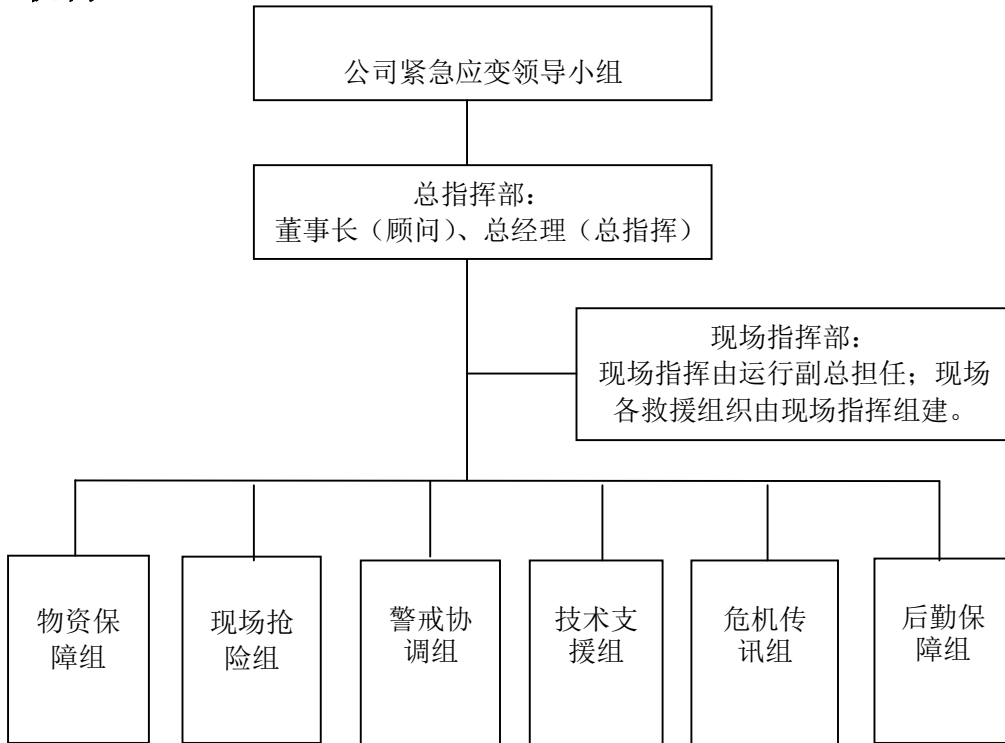 公司紧急应变领导小组
总指挥部：
董事长（顾问）、总经理（总指挥）
现场指挥部：
现场指挥由运行副总担任；现场
各救援组织由现场指挥组建。
物资保
障组
现场抢
险组
警戒协
调组
技术支
援组
危机传
讯组
后勤保
障组